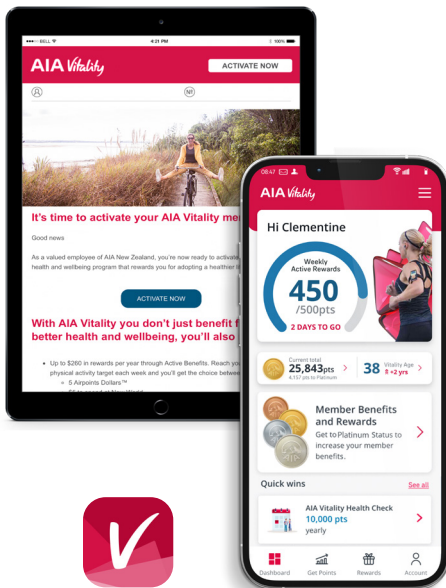 BELL
4:21 PM
100%
AIA Vitality
ACTIVATE NOW
It's time to activate your AIA Vitality me
Good news
As a valued employee of AIA New Zealand, you're now ready to activate
health and wellbeing program that rewards you for adopting a healthier
ACTIVATE NOW
With AIA Vitality you don't just benefit f
better health and wellbeing, you'll also
Up to $260 in rewards per year through Active Benefits. Reach you
physical activity target each week and you'll get the choice between
5 Airpoints Dollars™
08:47
AIA Vitality
Hi Clementine
Weekly
Active Rewards
450
/500pts
2 DAYS TO GO
Current total
25,843pts
4,157 pts to Platinum
38
Vitality Age
+2 yrs
Member Benefits
and Rewards
Get to Platinum Status to
increase your member
benefits.
Quick wins
See all
AIA Vitality Health Check
10,000 pts
yearly
Dashboard
Get Points
Rewards
Account